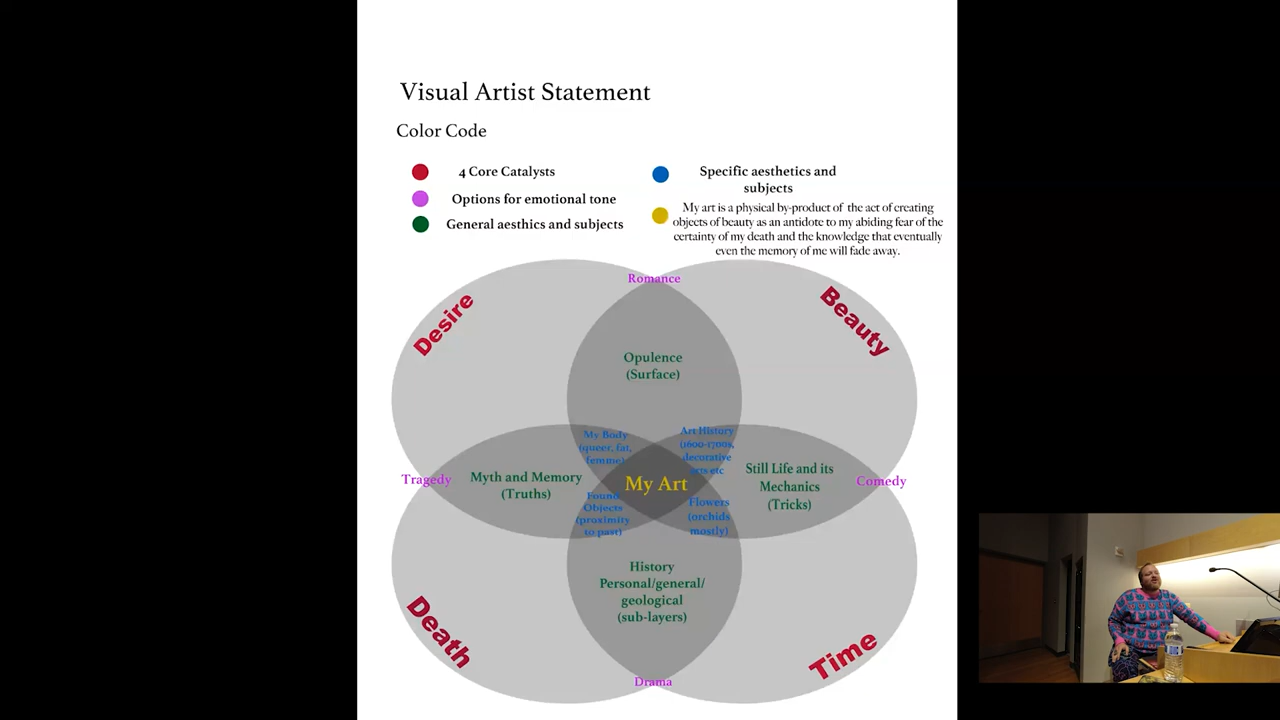 Visual Artist Statement
Color Code
4 Core Catalysts
Options for emotional tone
General aesthics and subjects
Specific aesthetics and
subjects
My art is a physical by-product of the act of creating
objects of beauty as an antidote to my abiding fear of the
certainty of my death and the knowledge that eventually
even the memory of me will fade away.
Romance
Desire
Beauty
Opulence
(Surface)
My Body
(queer, fat,
femme)
Art History
(1600-1700s,
decorative
arts etc
Tragedy
Myth and Memory
(Truths)
My Art
Still Life and its
Mechanics
(Tricks)
Comedy
Found
Objects
(proximity
to past)
Flowers
(orchids
mostly)
History
Personal/general/
geological
(sub-layers)
Death
Time
Drama